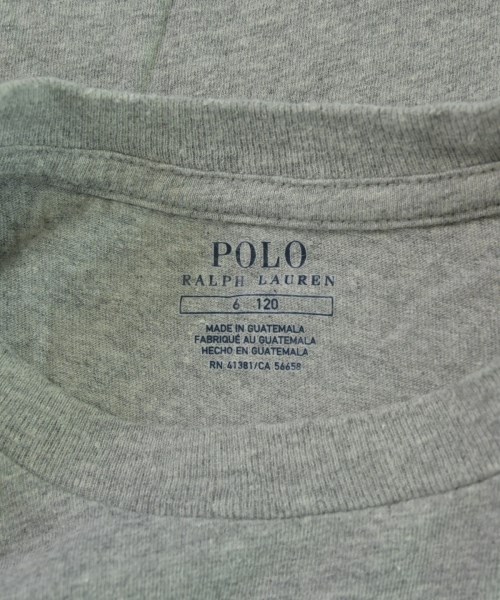 POLO
RALPH LAUREN
6 120
MADE IN GUATEMALA
FABRIQUÉ AU GUATEMALA
HECHO EN GUATEMALA
RN 41381/CA 56658